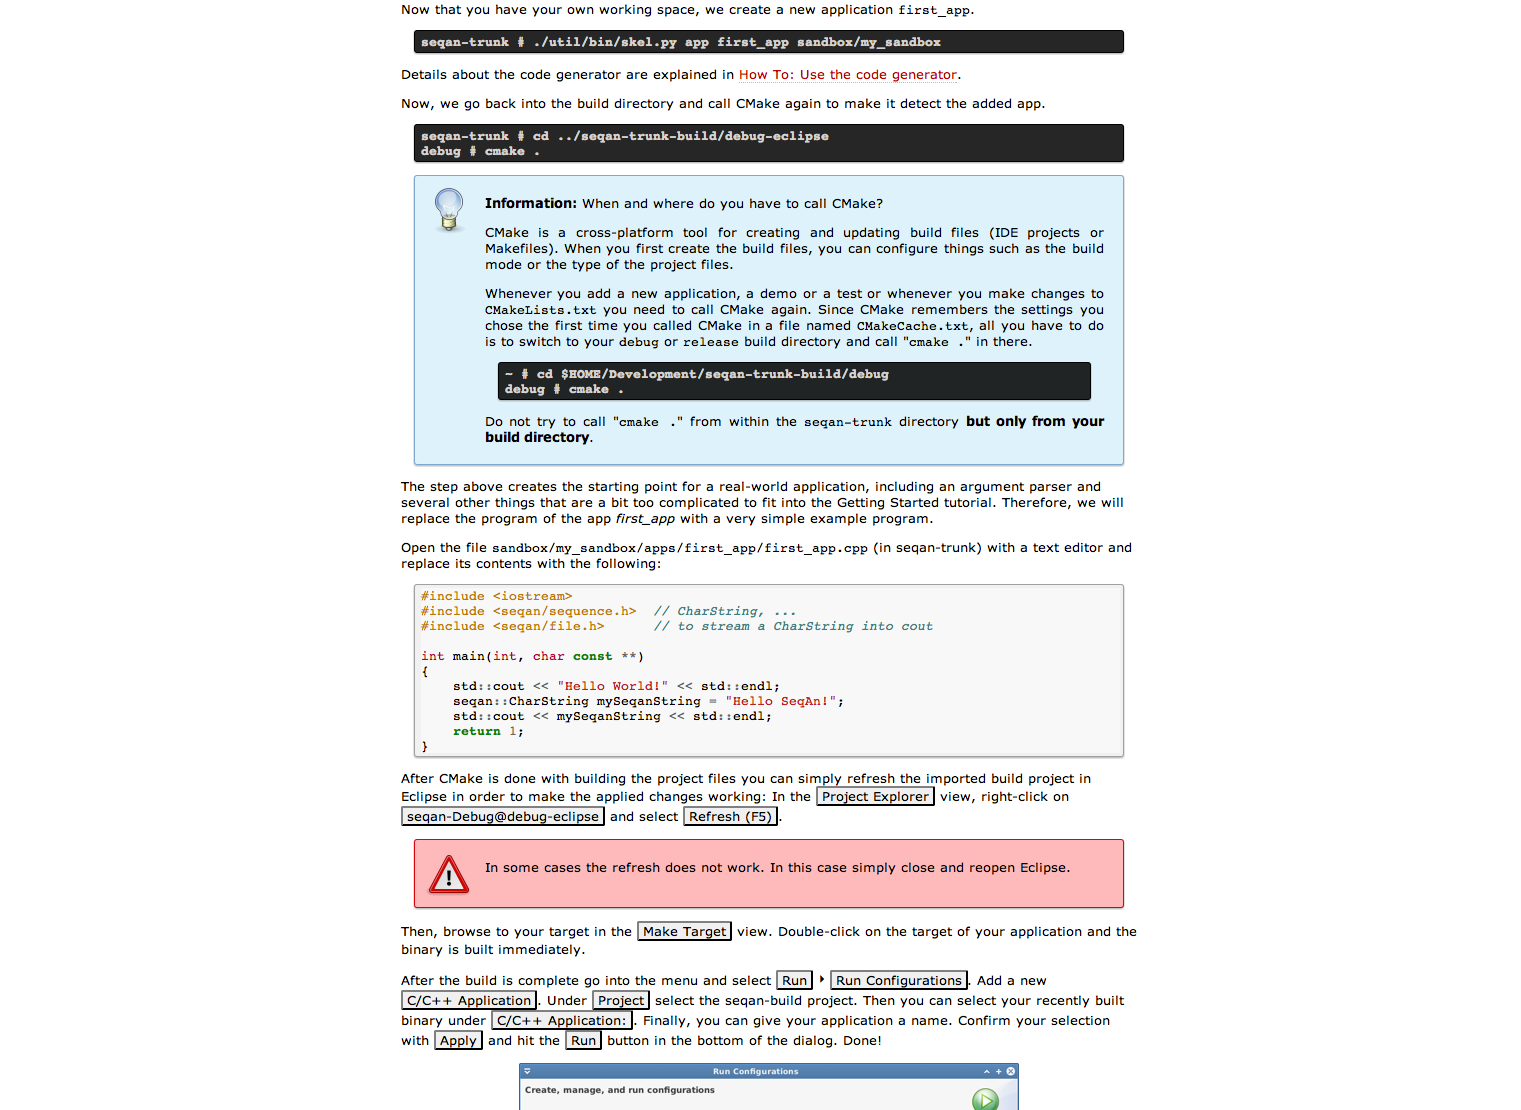 Now that you have your own working space, we create a new application first_app.
seqan-trunk # ./util/bin/skel.py app first_app sandbox/my_sandbox
Details about the code generator are explained in How To: Use the code generator.
Now, we go back into the build directory and call CMake again to make it detect the added app.
seqan-trunk # cd ../seqan-trunk-build/debug-eclipse
debug # cmake .
Information: When and where do you have to call CMake?
CMake is a cross-platform tool for creating and updating build files (IDE projects or
Makefiles). When you first create the build files, you can configure things such as the build
mode or the type of the project files.
Whenever you add a new application, a demo or a test or whenever you make changes to
CMakeLists.txt you need to call CMake again. Since CMake remembers the settings you
chose the first time you called CMake in a file named CMakeCache.txt, all you have to do
is to switch to your debug or release build directory and call "cmake ." in there.
~ # cd $HOME/Development/seqan-trunk-build/debug
debug # cmake .
Do not try to call "cmake ." from within the seqan-trunk directory but only from your
build directory.
The step above creates the starting point for a real-world application, including an argument parser and
several other things that are a bit too complicated to fit into the Getting Started tutorial. Therefore, we will
replace the program of the app first_app with a very simple example program.
Open the file sandbox/my_sandbox/apps/first_app/first_app.cpp (in seqan-trunk) with a text editor and
replace its contents with the following:
#include <iostream>
#include <seqan/sequence.h>  // CharString, ...
#include <seqan/file.h>      // to stream a CharString into cout
int main(int, char const **)
{
    std::cout << "Hello World!" << std::endl;
    seqan::CharString mySeqanString = "Hello SeqAn!";
    std::cout << mySeqanString << std::endl;
    return 1;
}
After CMake is done with building the project files you can simply refresh the imported build project in
Eclipse in order to make the applied changes working: In the Project Explorer view, right-click on
seqan-Debug@debug-eclipse and select Refresh (F5).
In some cases the refresh does not work. In this case simply close and reopen Eclipse.
Then, browse to your target in the Make Target view. Double-click on the target of your application and the
binary is built immediately.
After the build is complete go into the menu and select Run ‣ Run Configurations. Add a new
C/C++ Application. Under Project select the seqan-build project. Then you can select your recently built
binary under C/C++ Application:. Finally, you can give your application a name. Confirm your selection
with Apply and hit the Run button in the bottom of the dialog. Done!
Run Configurations
Create, manage, and run configurations